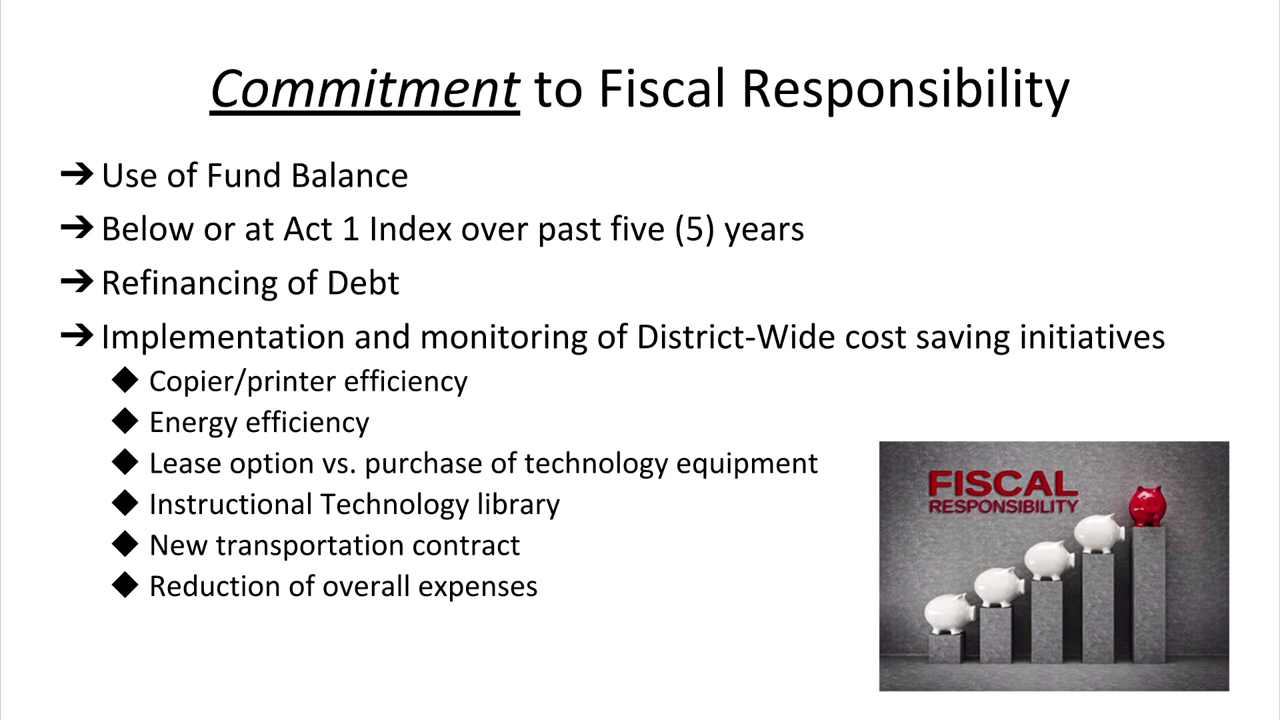 Commitment to Fiscal Responsibility
➔ Use of Fund Balance
➔ Below or at Act 1 Index over past five (5) years
➔ Refinancing of Debt
➔ Implementation and monitoring of District-Wide cost saving initiatives
◆ Copier/printer efficiency
◆ Energy efficiency
◆ Lease option vs. purchase of technology equipment
◆ Instructional Technology library
◆ New transportation contract
◆ Reduction of overall expenses
FISCAL
RESPONSIBILITY